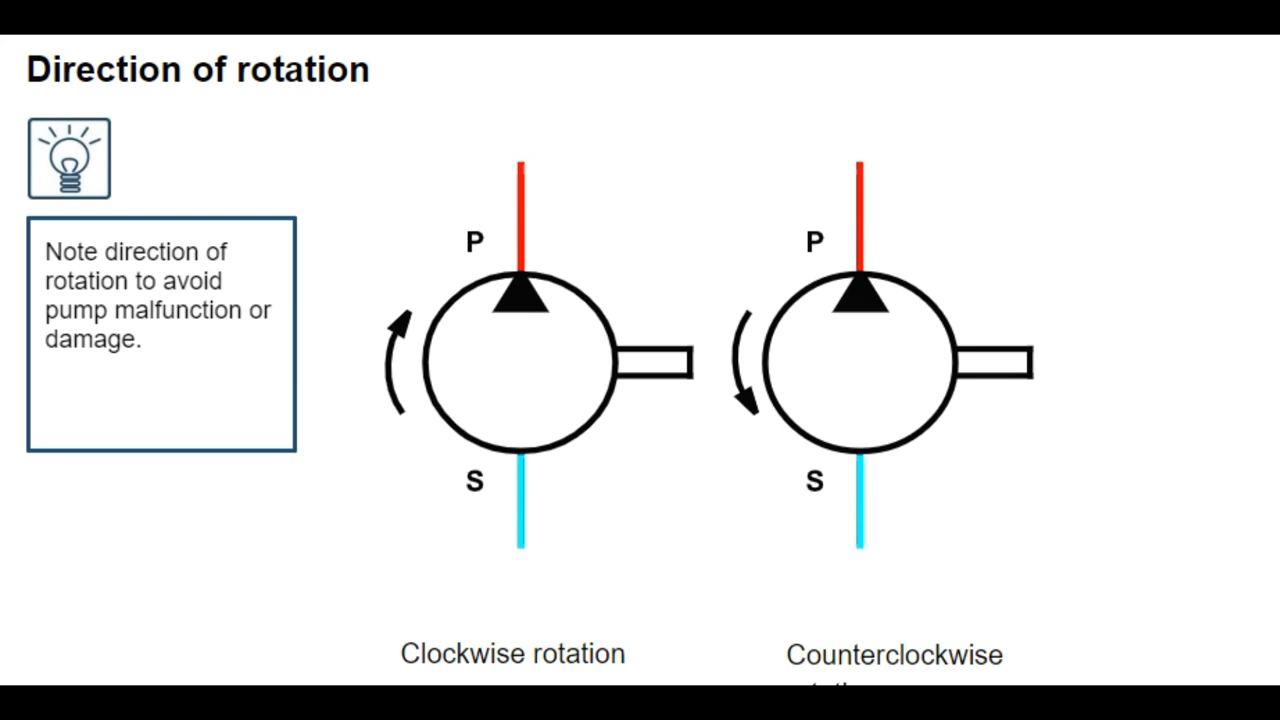 Direction of rotation
Note direction of
rotation to avoid
pump malfunction or
damage.
P
P
S
S
Clockwise rotation
Counterclockwise